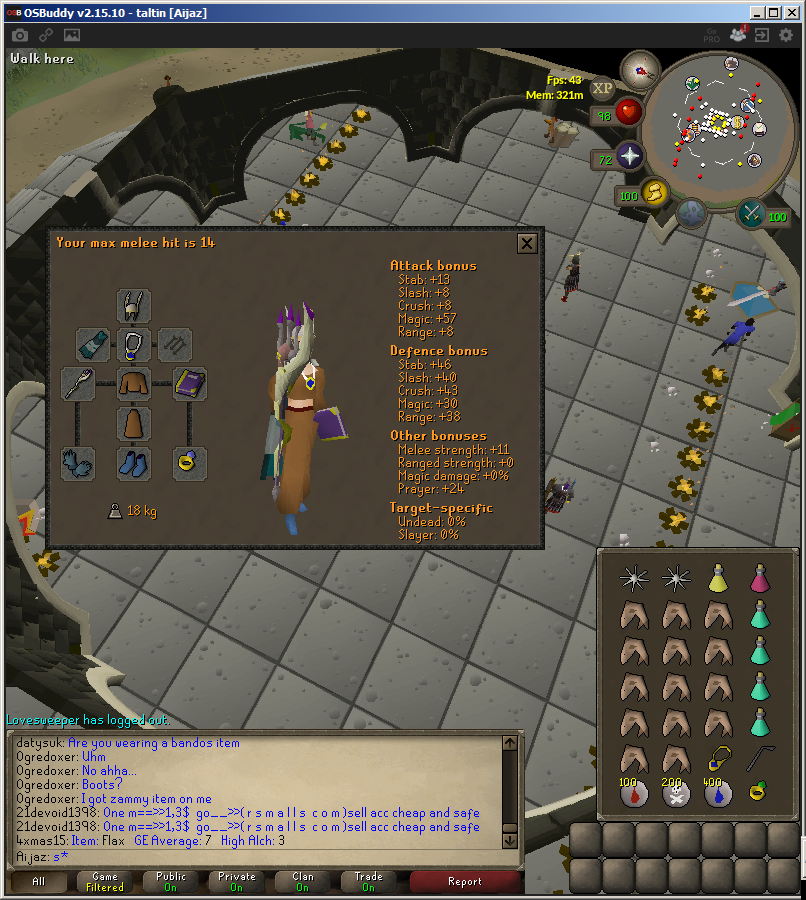 OSBuddy v2.15.10 - taltin [Aijaz]
Go
PRO
Walk here
Fps: 43
Mem: 321m
XP
98
72
100
100
Your max melee hit is 14
Attack bonus
Stab: +13
Slash: +8
Crush: +8
Magic: +57
Range: +8
Defence bonus
Stab: +46
Slash: +40
Crush: +43
Magic: +30
Range: +38
Other bonuses
Melee strength: +11
Ranged strength: +0
Magic damage: +0%
Prayer: +24
Target-specific
Undead: 0%
Slayer: 0%
18 kg
100 200 400
Lovesweeper has logged out.
datysuk: Are you wearing a bandos item
Ogredoxer: Uhm
Ogredoxer: No ahha...
Ogredoxer: Boots?
Ogredoxer: I got zammy item on me
21devoid1398: One m==>>1,3$ go__>>( r s m a l l s c o m )sell acc cheap and safe
21devoid1398: One m==>>1,3$ go__>>( r s m a l l s c o m )sell acc cheap and safe
4xmas15: Item: Flax GE Average: 7 High Alch: 3
Aijaz: s*
All
Game
Filtered
Public
On
Private
On
Clan
On
Trade
On
Report